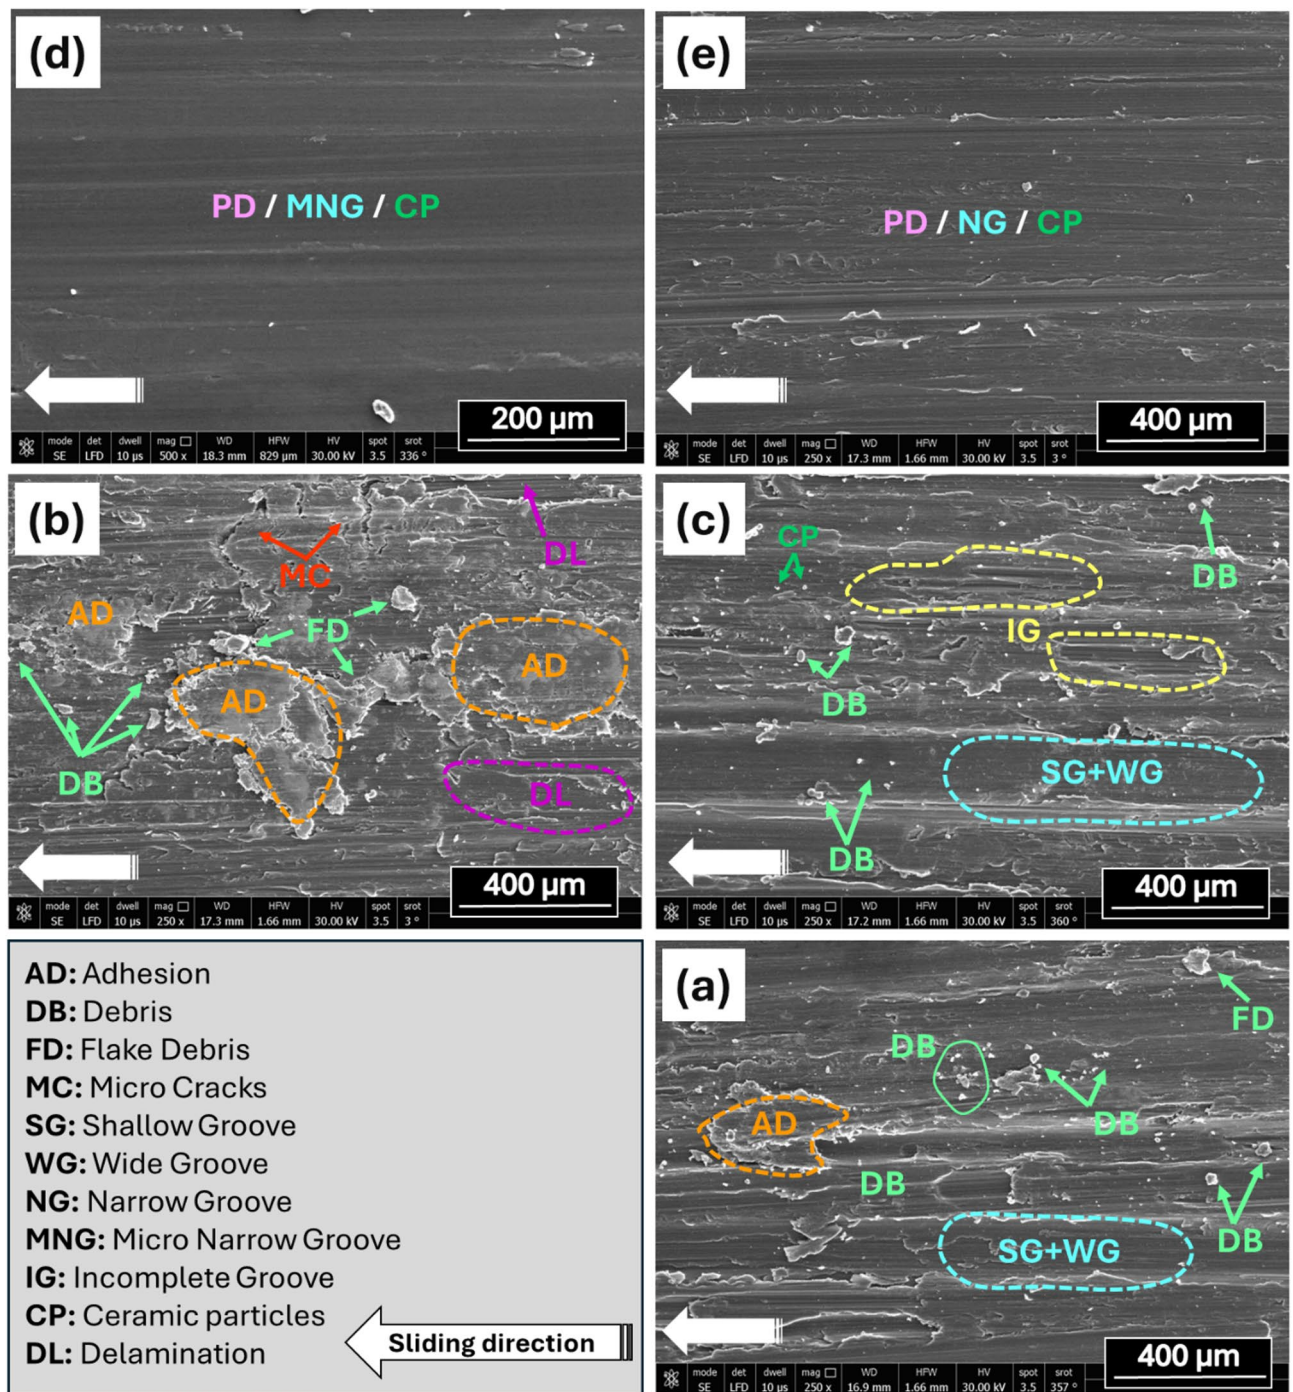 (d)
PD / MNG / CP
200 µm
mode det dwell mag WD HFW HV spot srot
SE LFD 10 µs 500 x 18.3 mm 829 µm 30.00 kV 3.5 336 °
(e)
PD / NG / CP
400 µm
mode det dwell mag WD HFW HV spot srot
SE LFD 10 µs 250 x 17.3 mm 1.66 mm 30.00 kV 3.5 3 °
(b)
DL
MC
AD
FD
AD
AD
DB
DL
400 µm
mode det dwell mag WD HFW HV spot srot
SE LFD 10 µs 250 x 17.3 mm 1.66 mm 30.00 kV 3.5 3 °
(c)
CP
DB
IG
DB
SG+WG
DB
400 µm
mode det dwell mag WD HFW HV spot srot
SE LFD 10 µs 250 x 17.2 mm 1.66 mm 30.00 kV 3.5 360 °
AD: Adhesion
DB: Debris
FD: Flake Debris
MC: Micro Cracks
SG: Shallow Groove
WG: Wide Groove
NG: Narrow Groove
MNG: Micro Narrow Groove
IG: Incomplete Groove
CP: Ceramic particles
DL: Delamination
Sliding direction
(a)
FD
DB
DB
AD
DB
DB
SG+WG
400 µm
mode det dwell mag WD HFW HV spot srot
SE LFD 10 µs 250 x 16.9 mm 1.66 mm 30.00 kV 3.5 357 °